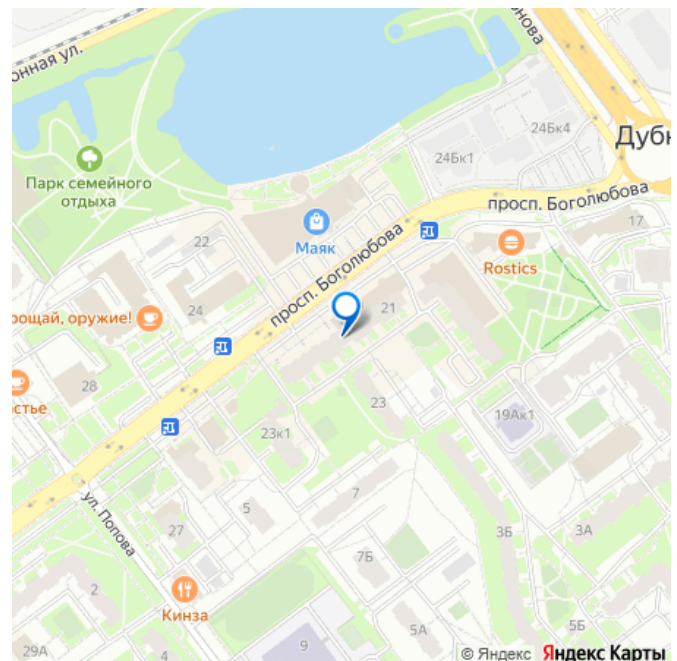 онная ул.
онова
24Бк4
Дубн
24Бк1
Парк семейного
отдыха
просп. Боголюбова
17
22
Маяк
просп. Боголюбова
Rostics
24
рощай, оружие!
21
28
стье
23
19Ак1
23к1
ул. Попова
7
5
27
3Б
3А
7Б
2
Кинза
5А
5Б
9
4
29А
© Яндекс Яндекс Карты